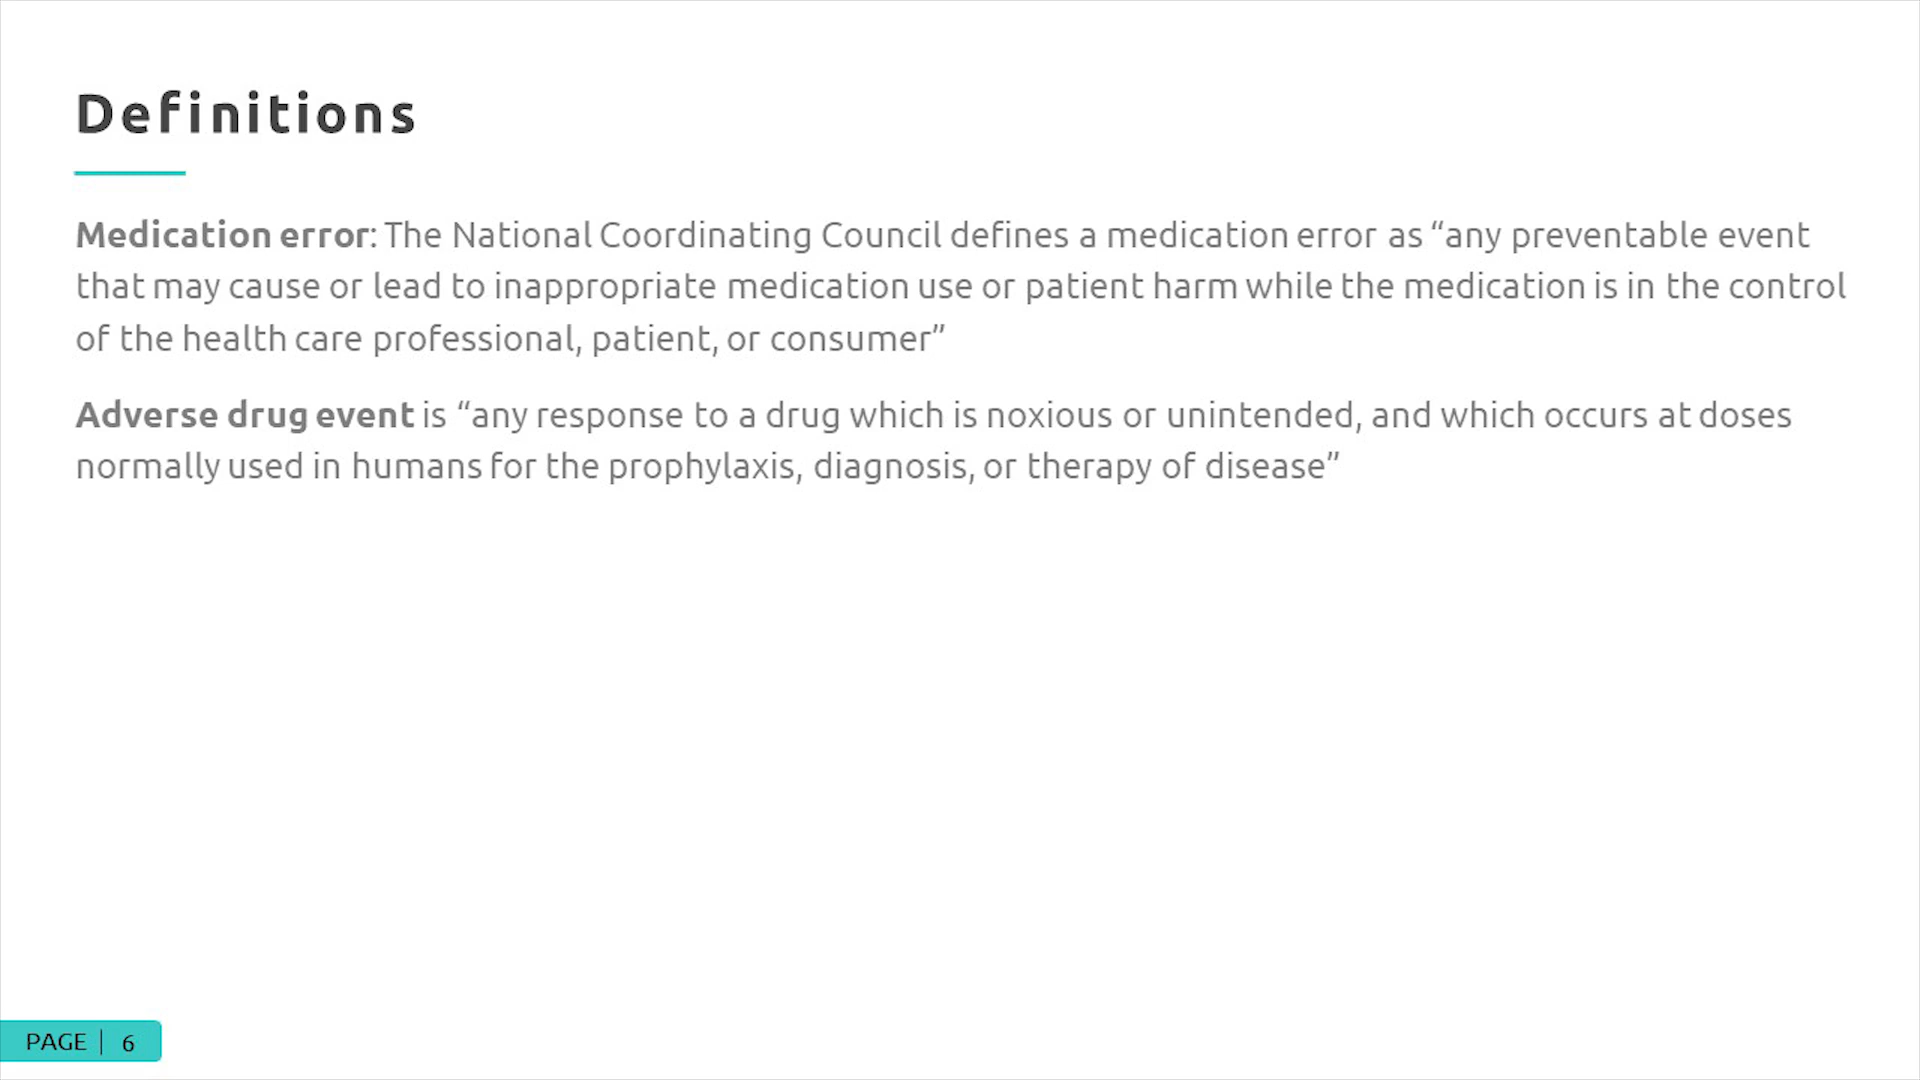 Definitions
Medication error: The National Coordinating Council defines a medication error as “any preventable event
that may cause or lead to inappropriate medication use or patient harm while the medication is in the control
of the health care professional, patient, or consumer”
Adverse drug event is “any response to a drug which is noxious or unintended, and which occurs at doses
normally used in humans for the prophylaxis, diagnosis, or therapy of disease”
PAGE | 6